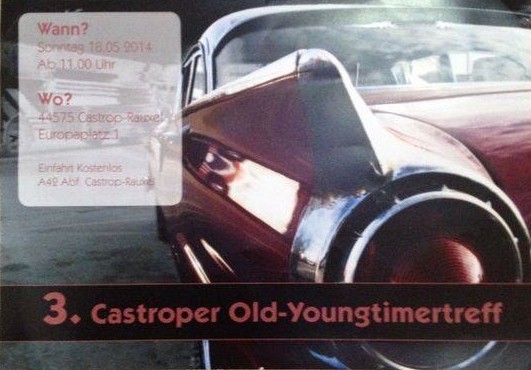 Wann?
Sonntag 18.05 2014
Ab 11.00 Uhr
Wo?
44575 Castrop-Rauxel
Europaplatz 1
Einfahrt Kostenlos
A42 Abf. Castrop-Rauxel
3. Castroper Old-Youngtimertreff